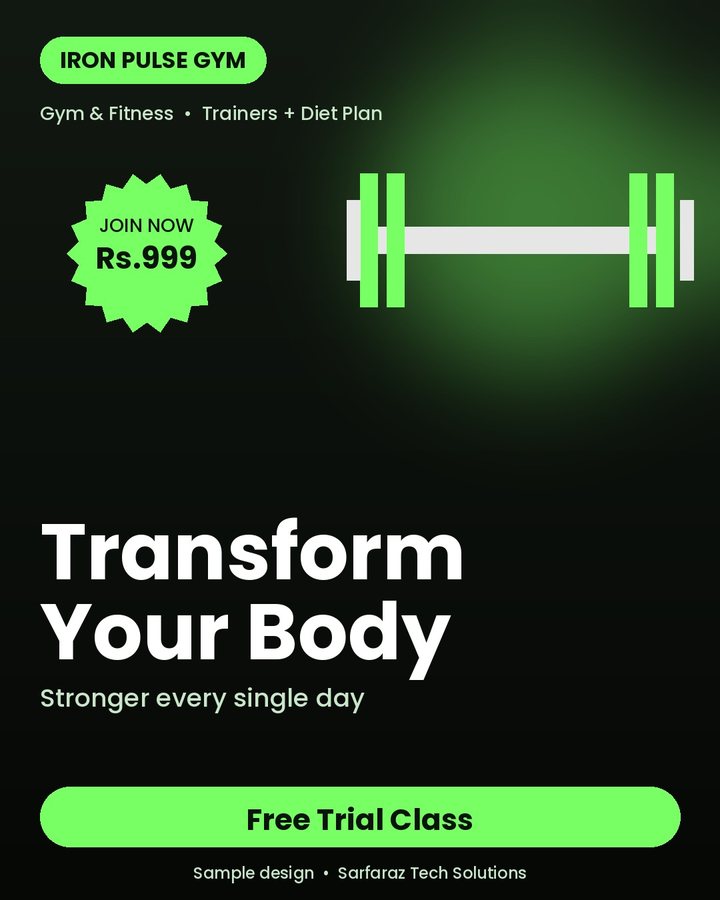 IRON PULSE GYM
Gym & Fitness • Trainers + Diet Plan
JOIN NOW
Rs.999
Transform
Your Body
Stronger every single day
Free Trial Class
Sample design • Sarfaraz Tech Solutions